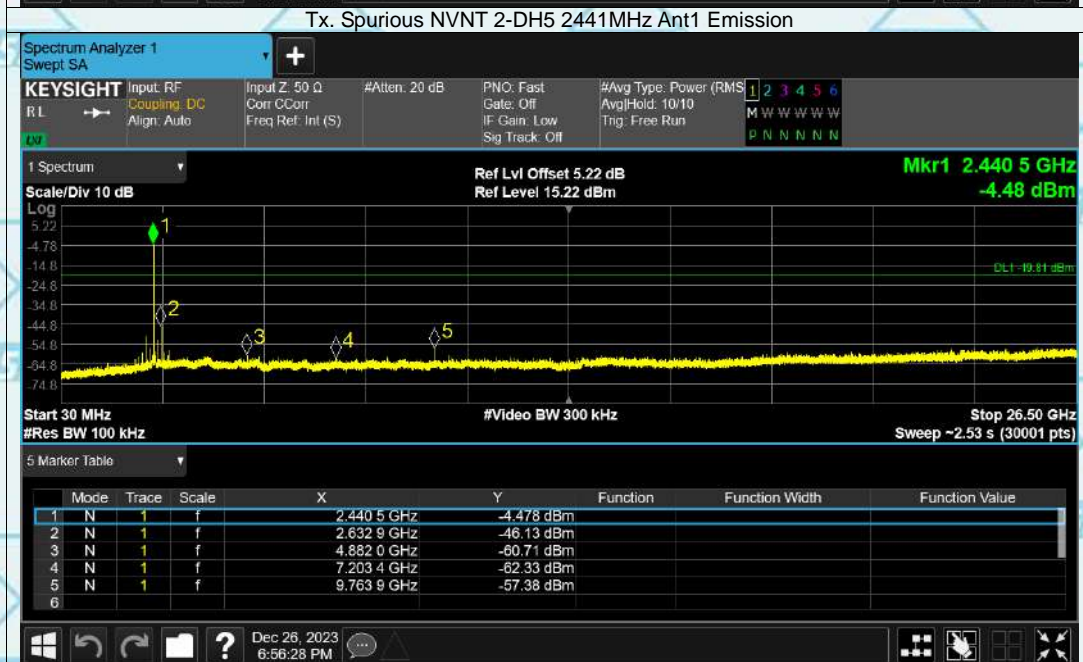 Tx. Spurious NVNT 2-DH5 2441MHz Ant1 Emission
Spectrum Analyzer 1
Swept SA
+
KEYSIGHT Input: RF Input Z: 50 Ω #Atten: 20 dB PNO: Fast #Avg Type: Power (RMS 1 2 3 4 5 6
RL Coupling: DC Corr CCorr Gate: Off Avg|Hold: 10/10 M W W W W W
Align: Auto Freq Ref: Int (S) IF Gain: Low Trig: Free Run
LXI Sig Track: Off P N N N N N
1 Spectrum Ref Lvl Offset 5.22 dB Mkr1 2.440 5 GHz
Scale/Div 10 dB Ref Level 15.22 dBm -4.48 dBm
Log
5.22
1
-4.78
-14.8
DL1 -19.81 dBm
-24.8
-34.8
2
-44.8
3 4 5
-54.8
-64.8
-74.8
Start 30 MHz #Video BW 300 kHz Stop 26.50 GHz
#Res BW 100 kHz Sweep ~2.53 s (30001 pts)
5 Marker Table
Mode Trace Scale X Y Function Function Width Function Value
1 N 1 f 2.440 5 GHz -4.478 dBm
2 N 1 f 2.632 9 GHz -46.13 dBm
3 N 1 f 4.882 0 GHz -60.71 dBm
4 N 1 f 7.203 4 GHz -62.33 dBm
5 N 1 f 9.763 9 GHz -57.38 dBm
6
? Dec 26, 2023
6:56:28 PM